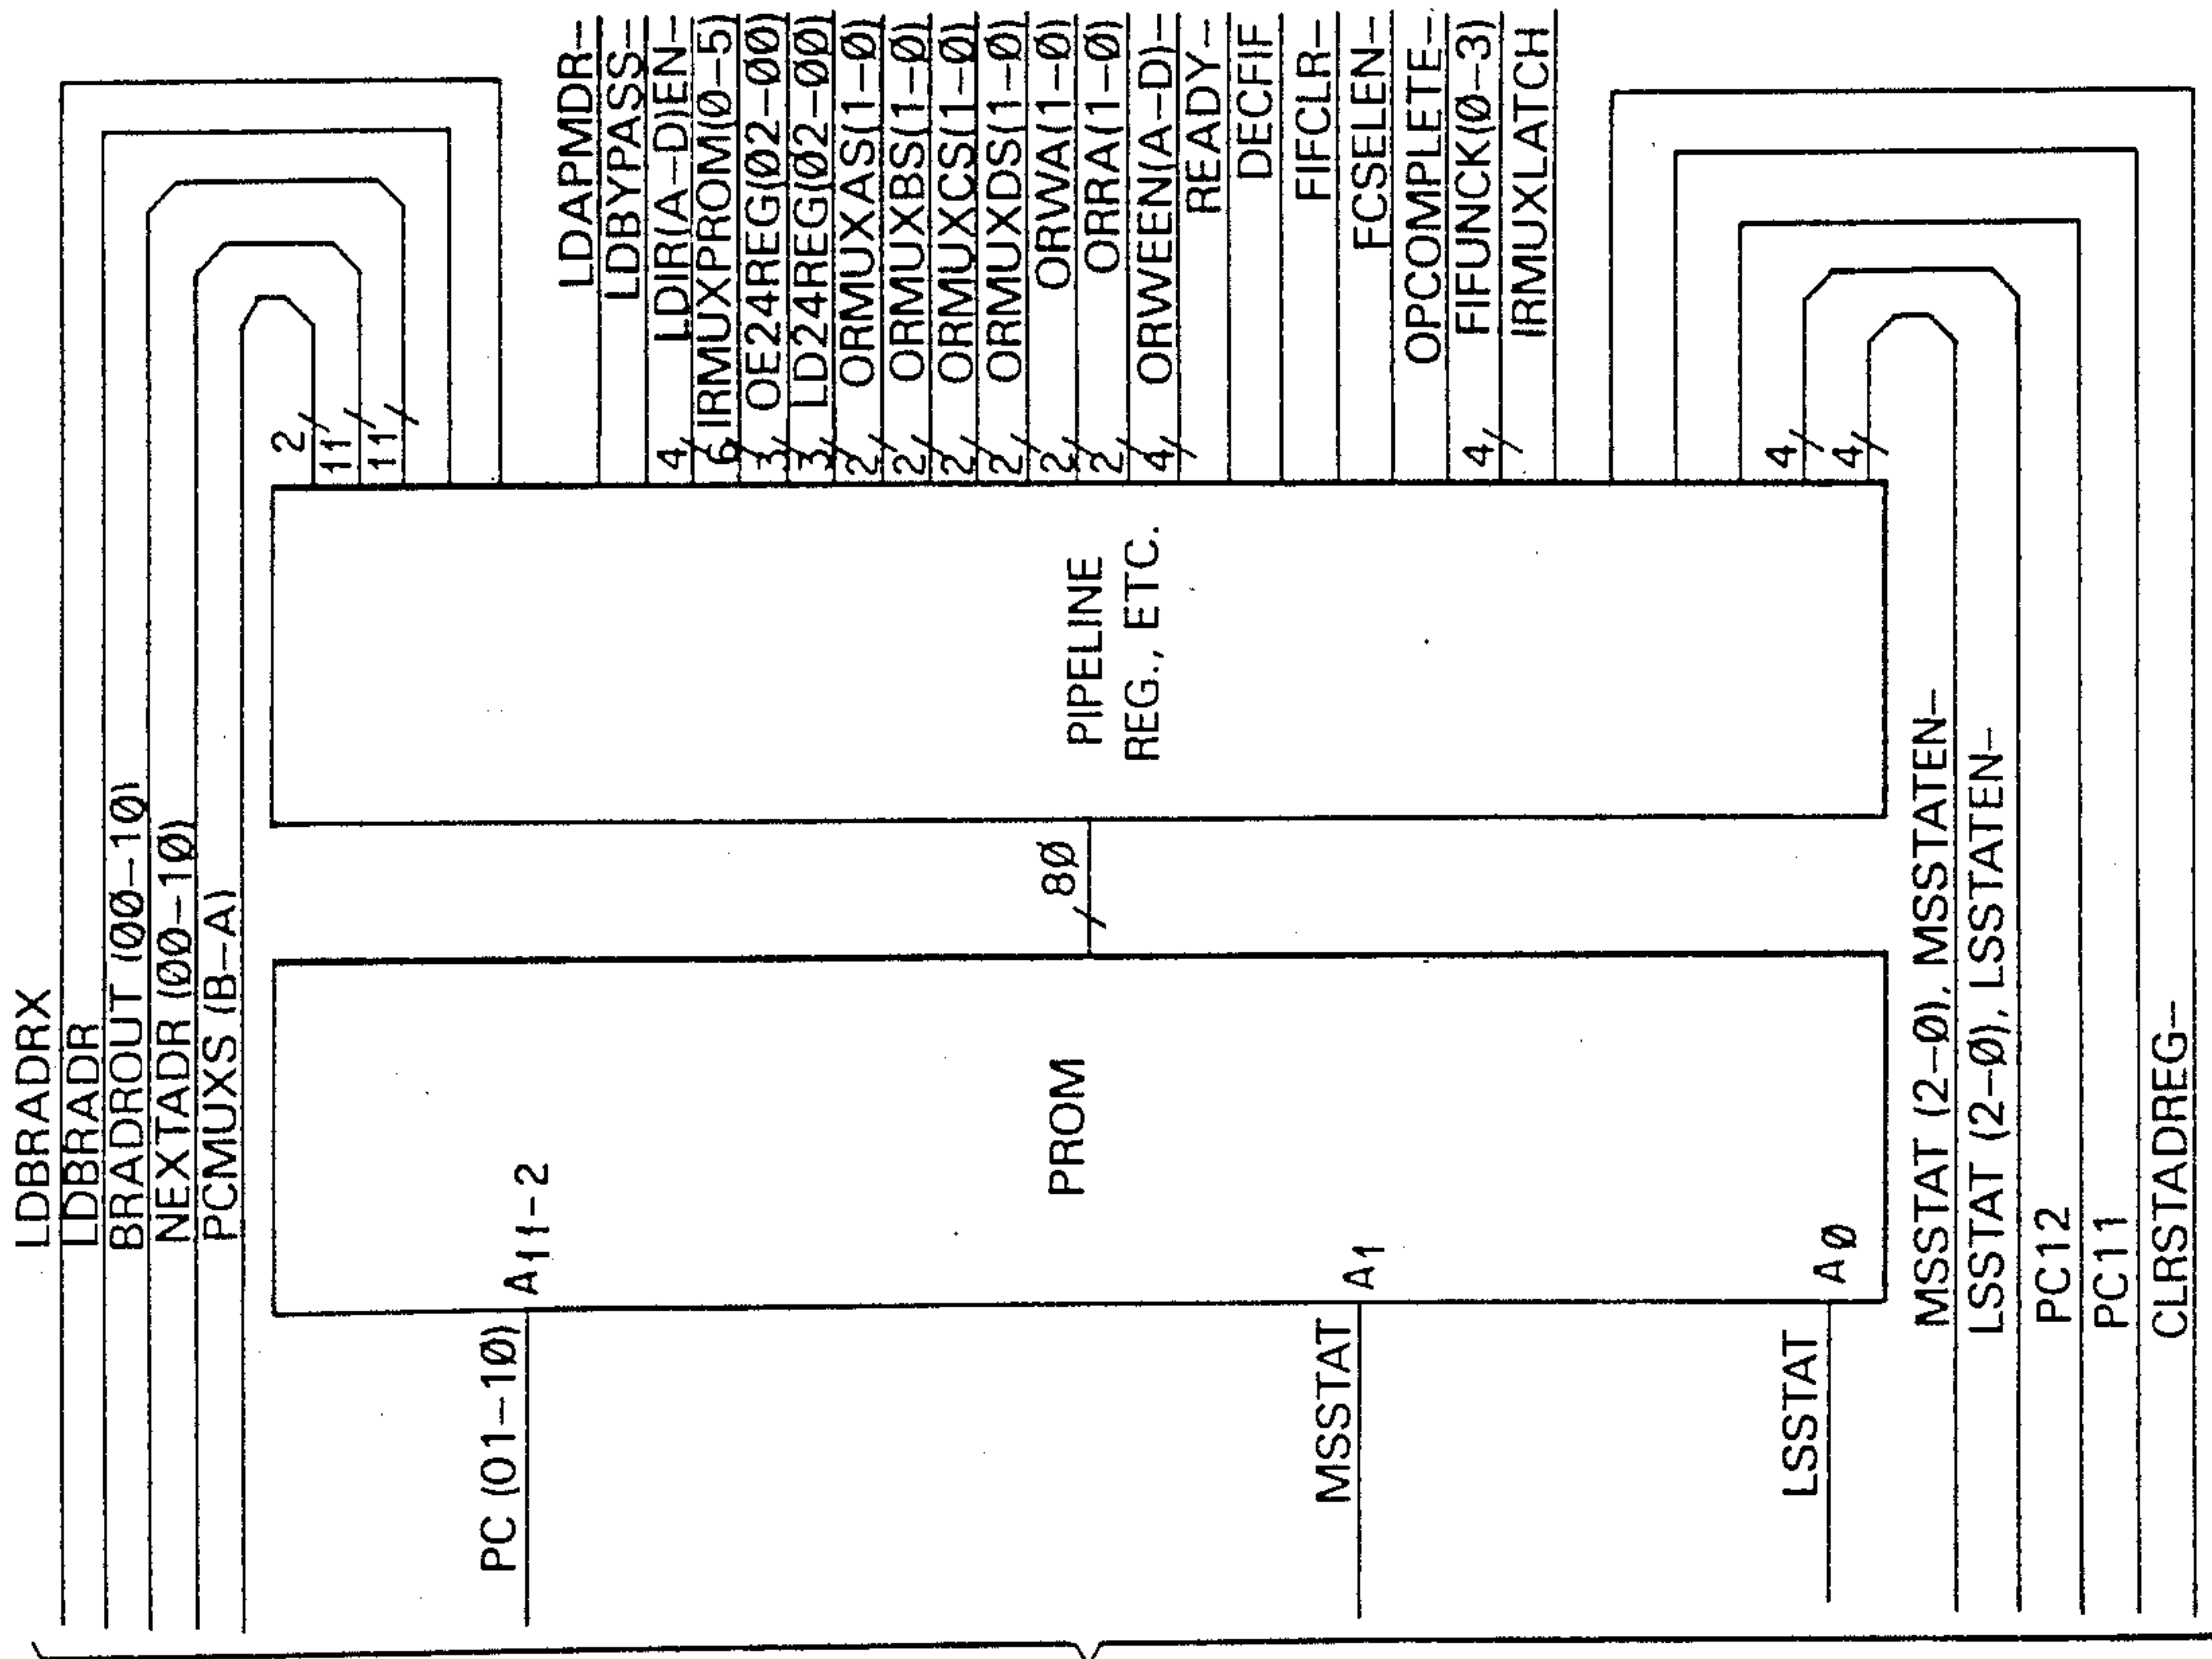 LDBRADRX
LDBRADR
BRADROUT (ØØ–1Ø)
NEXTADR (ØØ–1Ø)
PCMUXS (B–A)
2
11
11
LDAPMDR–
LDBYPASS–
LDIR(A–D)EN–
4
IRMUXPROM(Ø–5)
6
OE24REG(Ø2–ØØ)
3
LD24REG(Ø2–ØØ)
3
ORMUXAS(1–Ø)
2
ORMUXBS(1–Ø)
2
ORMUXCS(1–Ø)
2
ORMUXDS(1–Ø)
2
ORWA(1–Ø)
2
ORRA(1–Ø)
2
ORWEEN(A–D)–
4
READY–
DECFIF
FIFCLR–
FCSELEN–
OPCOMPLETE–
FIFUNCK(Ø–3)
4
IRMUXLATCH
4
4
PIPELINE
REG., ETC.
8Ø
PROM
A11-2
A1
AØ
PC (O1–1Ø)
MSSTAT
LSSTAT
MSSTAT (2–Ø), MSSTATEN–
LSSTAT (2–Ø), LSSTATEN–
PC12
PC11
CLRSTADREG–